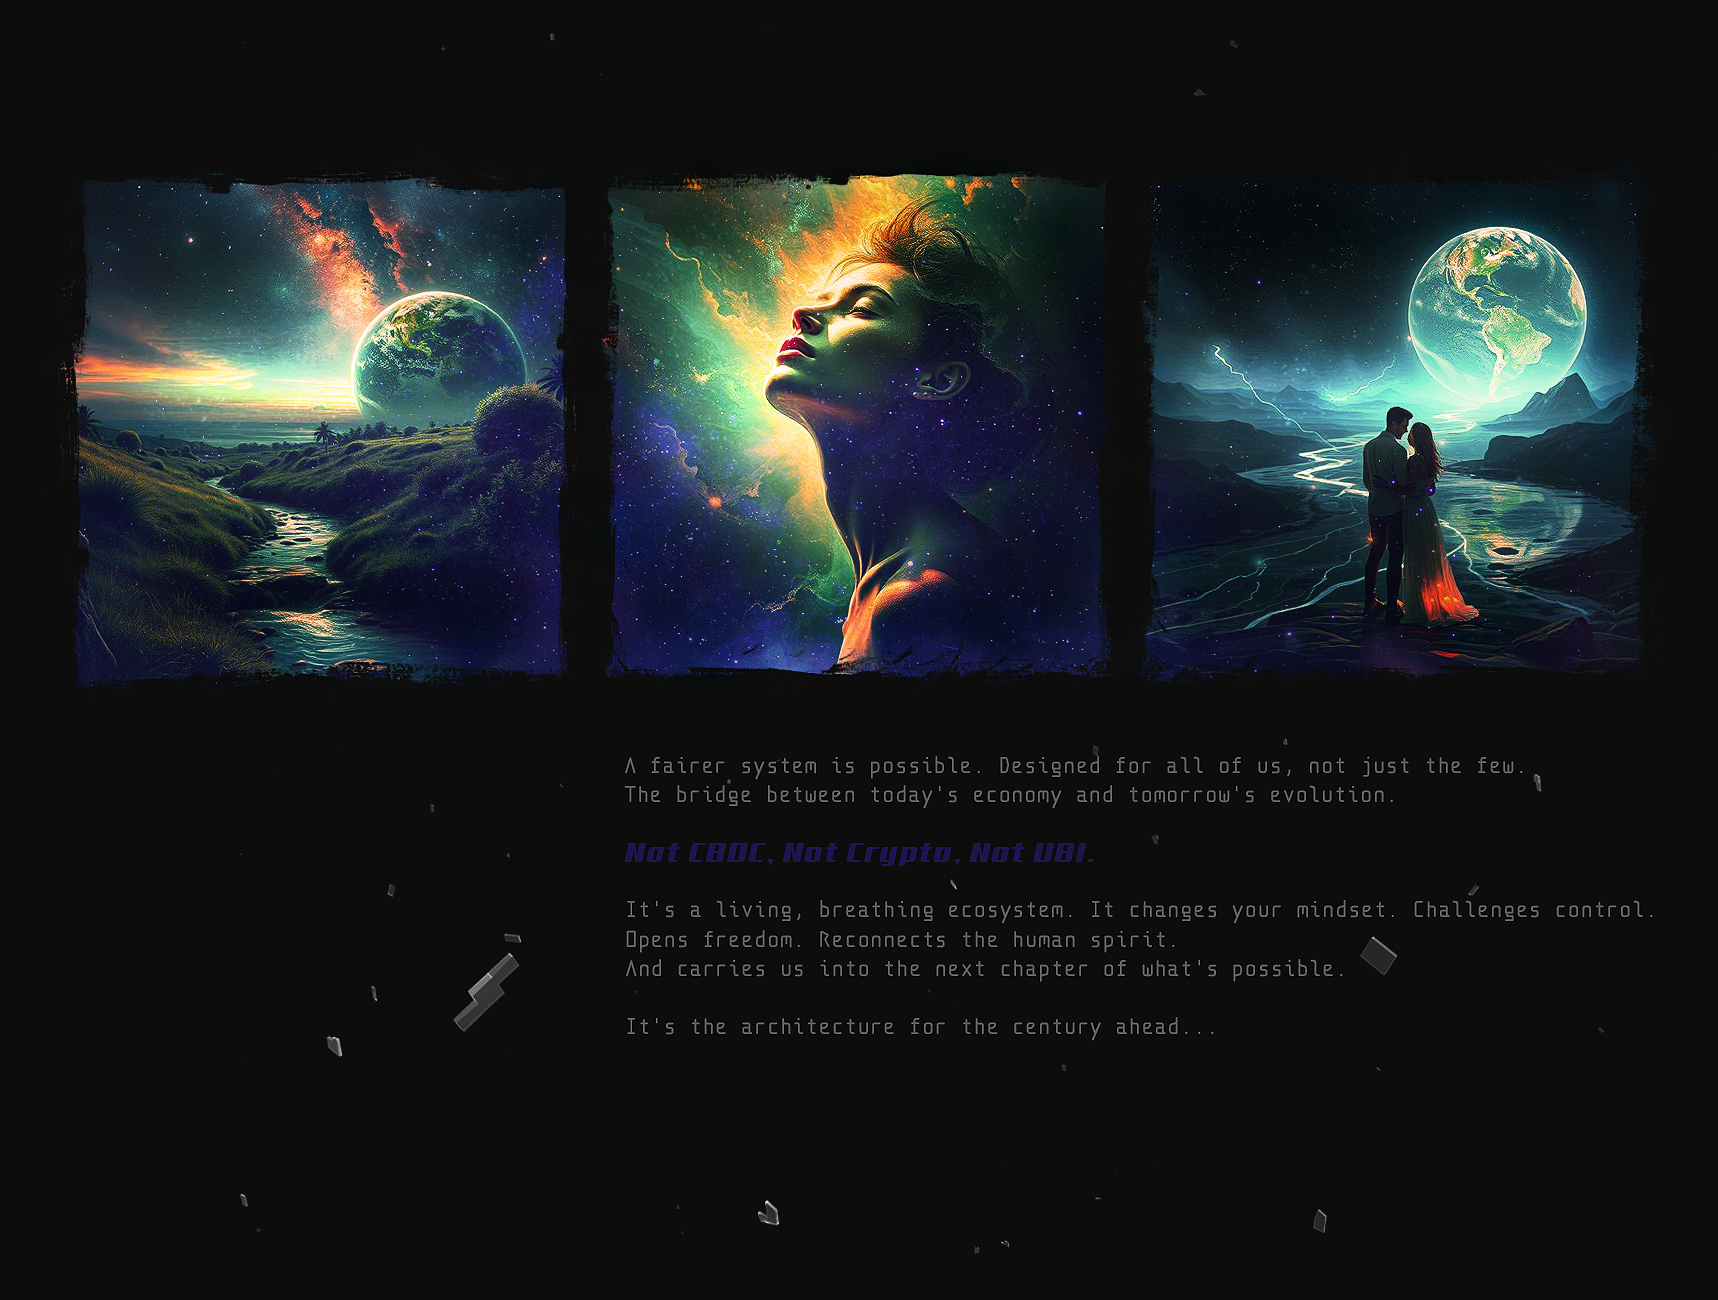 A fairer system is possible. Designed for all of us, not just the few.
The bridge between today's economy and tomorrow's evolution.
Not CBDC, Not Crypto, Not UBI.
It's a living, breathing ecosystem. It changes your mindset. Challenges control.
Opens freedom. Reconnects the human spirit.
And carries us into the next chapter of what's possible.
It's the architecture for the century ahead...